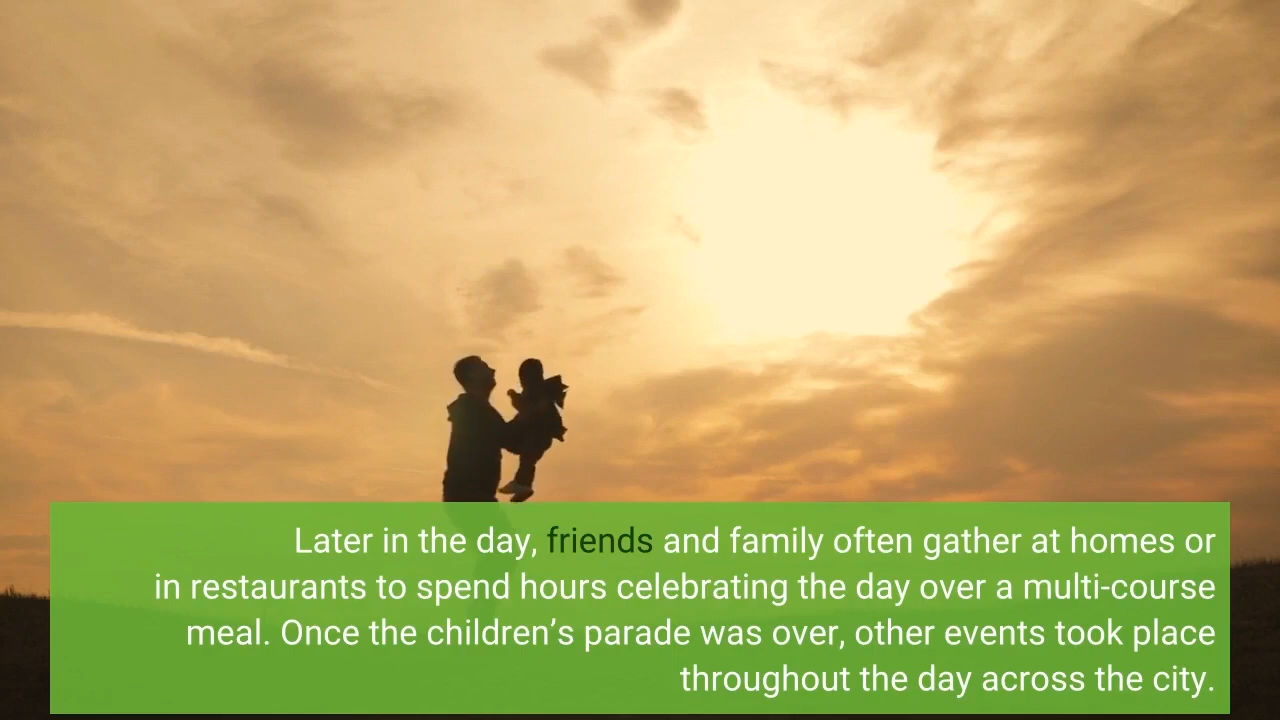 Later in the day, friends and family often gather at homes or
in restaurants to spend hours celebrating the day over a multi-course
meal. Once the children’s parade was over, other events took place
throughout the day across the city.